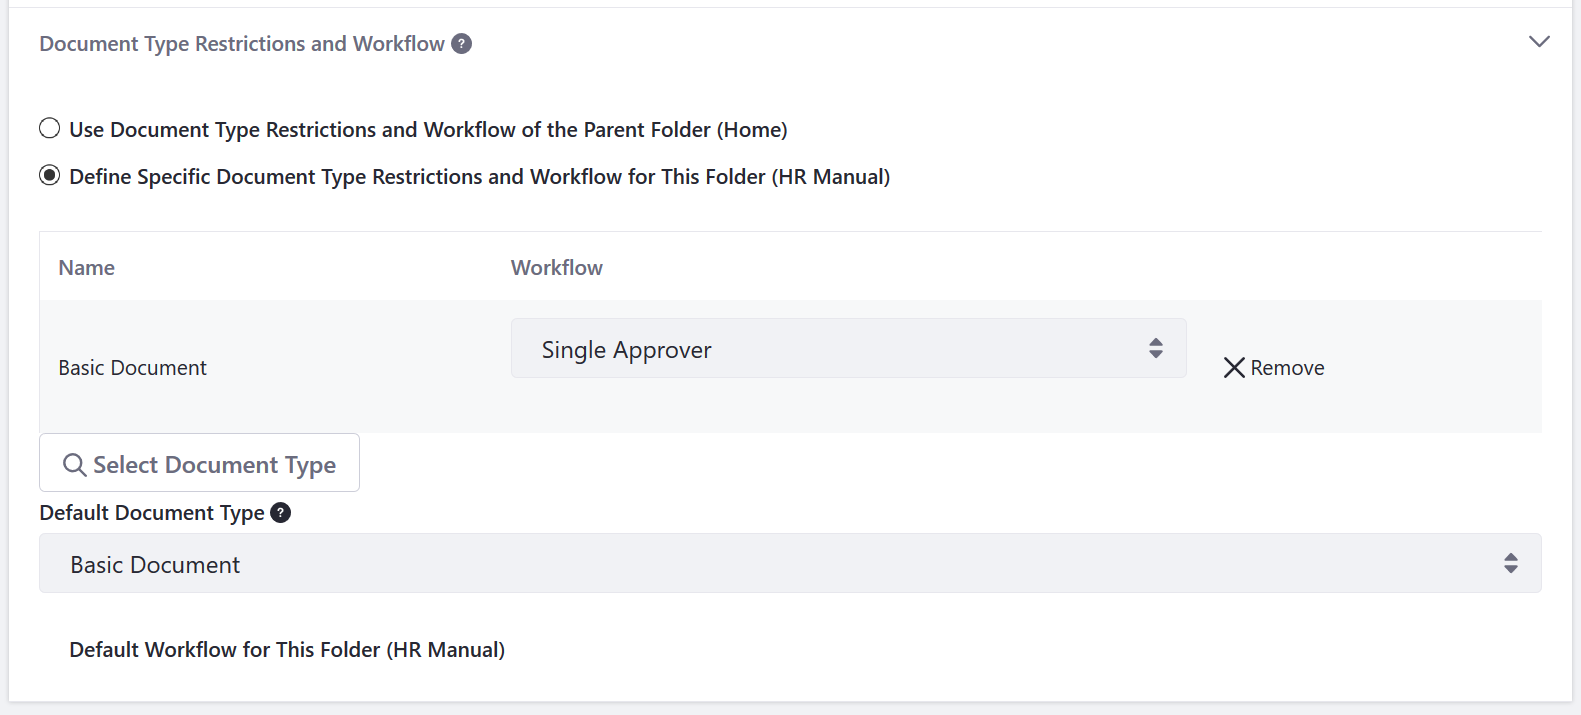 Document Type Restrictions and Workflow ?
Use Document Type Restrictions and Workflow of the Parent Folder (Home)
Define Specific Document Type Restrictions and Workflow for This Folder (HR Manual)
Name Workflow
Basic Document Single Approver Remove
Select Document Type
Default Document Type ?
Basic Document
Default Workflow for This Folder (HR Manual)